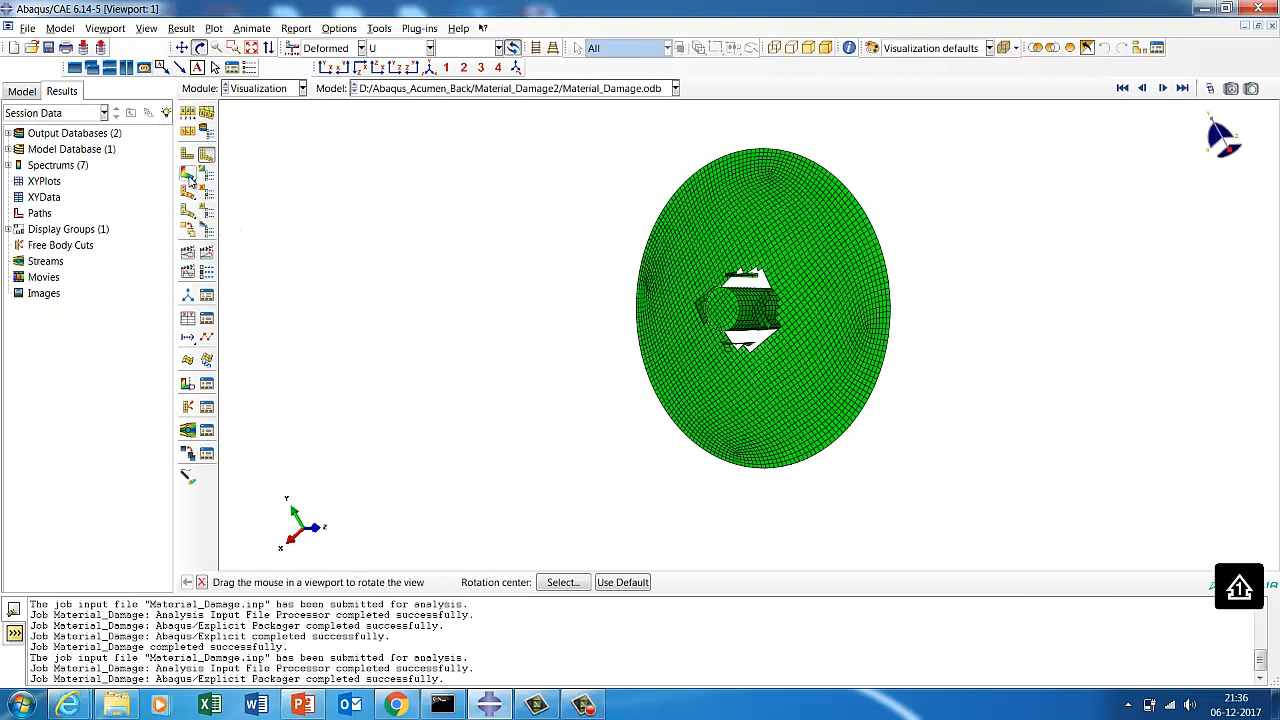 Abaqus/CAE 6.14-5 [Viewport: 1]
File Model Viewport View Result Plot Animate Report Options Tools Plug-ins Help
Deformed U All Visualization defaults
1 2 3 4
Model Results Module: Visualization Model: D:/Abaqus_Acumen_Back/Material_Damage2/Material_Damage.odb
Session Data
Output Databases (2)
Model Database (1)
Spectrums (7)
XYPlots
XYData
Paths
Display Groups (1)
Free Body Cuts
Streams
Movies
Images
Y
Z
X
Drag the mouse in a viewport to rotate the view Rotation center: Select... Use Default
The job input file "Material_Damage.inp" has been submitted for analysis.
Job Material_Damage: Analysis Input File Processor completed successfully.
Job Material_Damage: Abaqus/Explicit Packager completed successfully.
Job Material_Damage: Abaqus/Explicit completed successfully.
Job Material_Damage completed successfully.
The job input file "Material_Damage.inp" has been submitted for analysis.
Job Material_Damage: Analysis Input File Processor completed successfully.
Job Material_Damage: Abaqus/Explicit Packager completed successfully.
21:36
06-12-2017